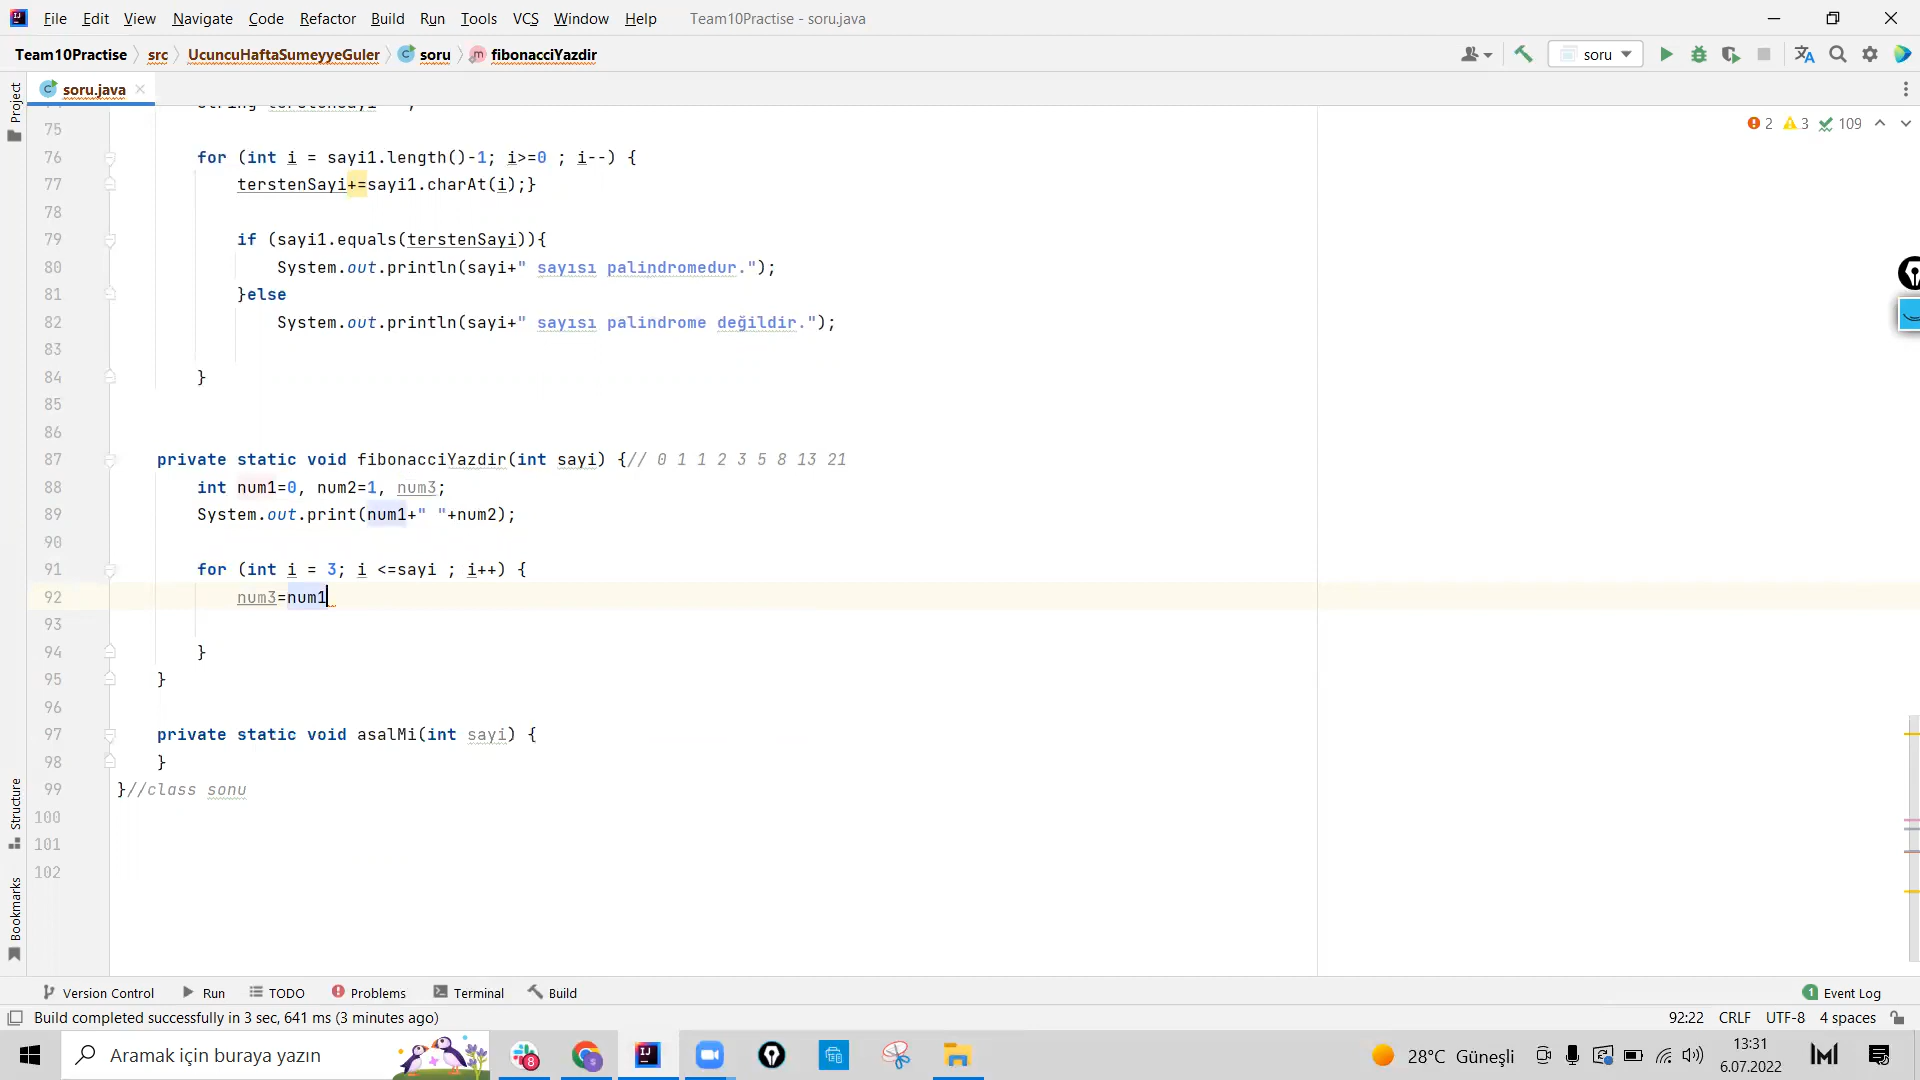 File Edit View Navigate Code Refactor Build Run Tools VCS Window Help Team10Practise - soru.java
Team10Practise src UcuncuHaftaSumeyyeGuler soru fibonacciYazdir soru
soru.java
Project
2 3 109
75
76 for (int i = sayi1.length()-1; i>=0 ; i--) {
77 terstenSayi+=sayi1.charAt(i);}
78
79 if (sayi1.equals(terstenSayi)){
80 System.out.println(sayi+" sayısı palindromedur.");
81 }else
82 System.out.println(sayi+" sayısı palindrome değildir.");
83
84 }
85
86
87 private static void fibonacciYazdir(int sayi) {// 0 1 1 2 3 5 8 13 21
88 int num1=0, num2=1, num3;
89 System.out.print(num1+" "+num2);
90
91 for (int i = 3; i <=sayi ; i++) {
92 num3=num1
93
94 }
95 }
96
97 private static void asalMi(int sayi) {
98 }
99 }//class sonu
100
101
102
Structure
Bookmarks
Version Control Run TODO Problems Terminal Build 1 Event Log
Build completed successfully in 3 sec, 641 ms (3 minutes ago) 92:22 CRLF UTF-8 4 spaces
Aramak için buraya yazın 8 28°C Güneşli 13:31
6.07.2022